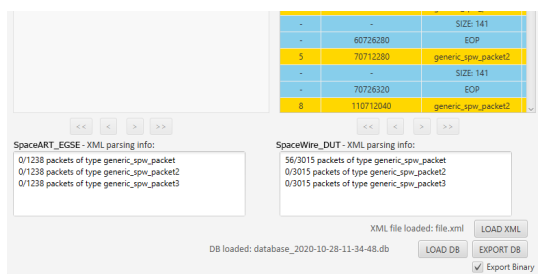 - - SIZE: 141
- 60726280 EOP
5 70712280 generic_spw_packet2
- - SIZE: 141
- 70726320 EOP
8 110712040 generic_spw_packet2
<< < > >> << < > >>
SpaceART_EGSE - XML parsing info: SpaceWire_DUT - XML parsing info:
0/1238 packets of type generic_spw_packet 56/3015 packets of type generic_spw_packet
0/1238 packets of type generic_spw_packet2 0/3015 packets of type generic_spw_packet2
0/1238 packets of type generic_spw_packet3 0/3015 packets of type generic_spw_packet3
XML file loaded: file.xml LOAD XML
DB loaded: database_2020-10-28-11-34-48.db LOAD DB EXPORT DB
Export Binary